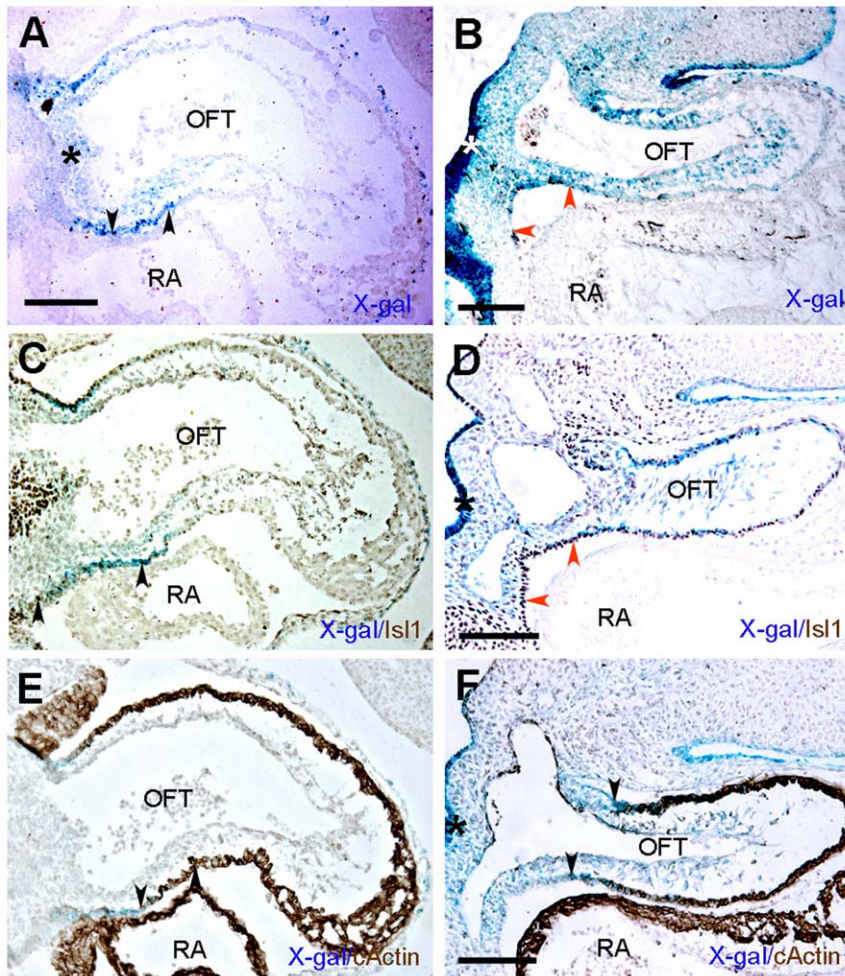 A
OFT
*
RA
X-gal
B
*
OFT
RA
X-gal
C
OFT
RA
X-gal/Isl1
D
OFT
*
RA
X-gal/Isl1
E
OFT
RA
X-gal/cActin
F
*
OFT
RA
X-gal/cActin